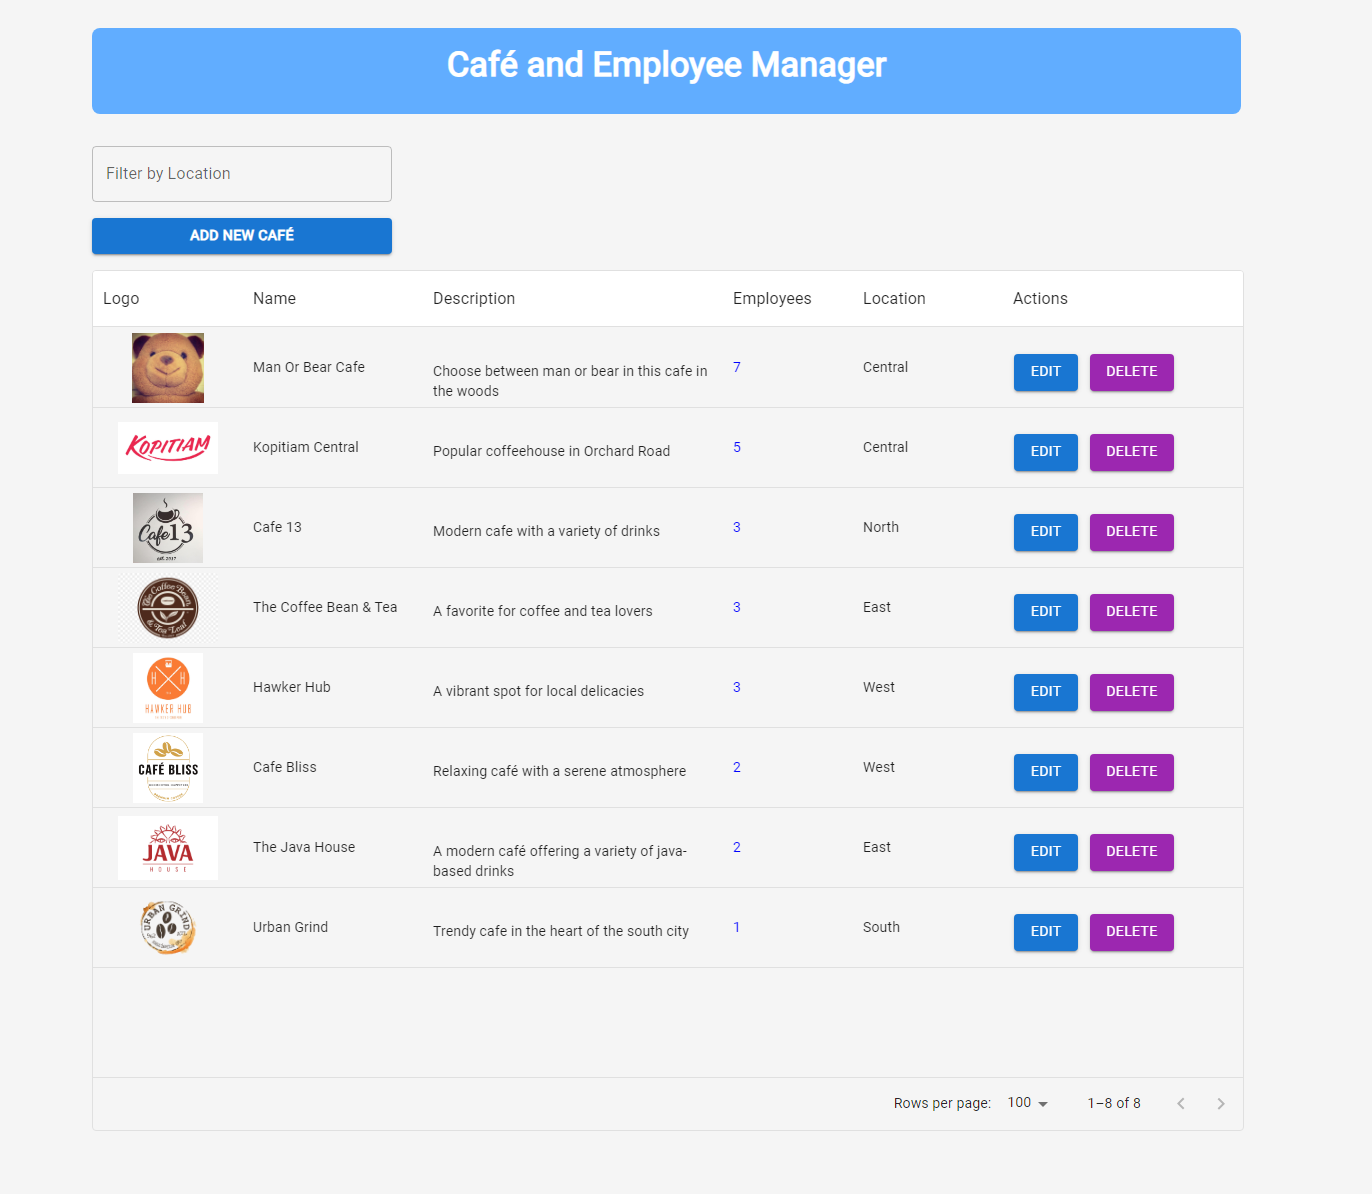 Café and Employee Manager
Filter by Location
ADD NEW CAFÉ
Logo Name Description Employees Location Actions
Man Or Bear Cafe Choose between man or bear in this cafe in 7 Central EDIT DELETE
the woods
KOPITIAM Kopitiam Central Popular coffeehouse in Orchard Road 5 Central EDIT DELETE
Cafe 13 Cafe 13 Modern cafe with a variety of drinks 3 North EDIT DELETE
The Coffee Bean The Coffee Bean & Tea A favorite for coffee and tea lovers 3 East EDIT DELETE
& Tea Leaf
H H Hawker Hub A vibrant spot for local delicacies 3 West EDIT DELETE
HAWKER HUB
CAFÉ BLISS Cafe Bliss Relaxing café with a serene atmosphere 2 West EDIT DELETE
JAVA The Java House A modern café offering a variety of java- 2 East EDIT DELETE
HOUSE based drinks
URBAN GRIND Urban Grind Trendy cafe in the heart of the south city 1 South EDIT DELETE
Rows per page: 100 1–8 of 8